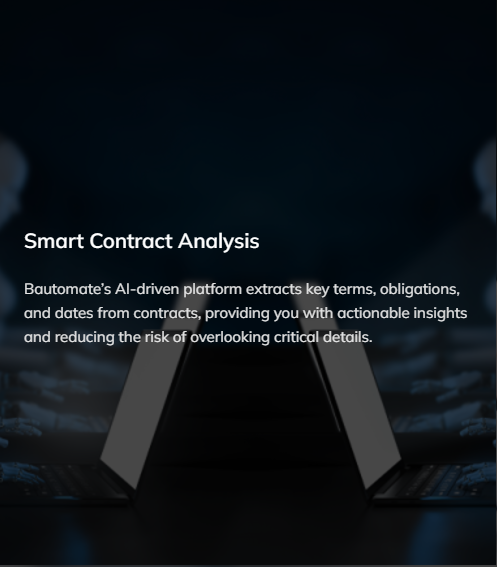 Smart Contract Analysis
Bautomate’s AI-driven platform extracts key terms, obligations,
and dates from contracts, providing you with actionable insights
and reducing the risk of overlooking critical details.